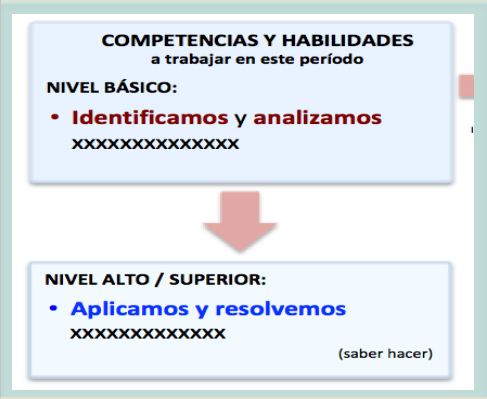 COMPETENCIAS Y HABILIDADES
a trabajar en este período
NIVEL BÁSICO:
• Identificamos y analizamos
xxxxxxxxxxxxxx
NIVEL ALTO / SUPERIOR:
• Aplicamos y resolvemos
xxxxxxxxxxxxx
(saber hacer)